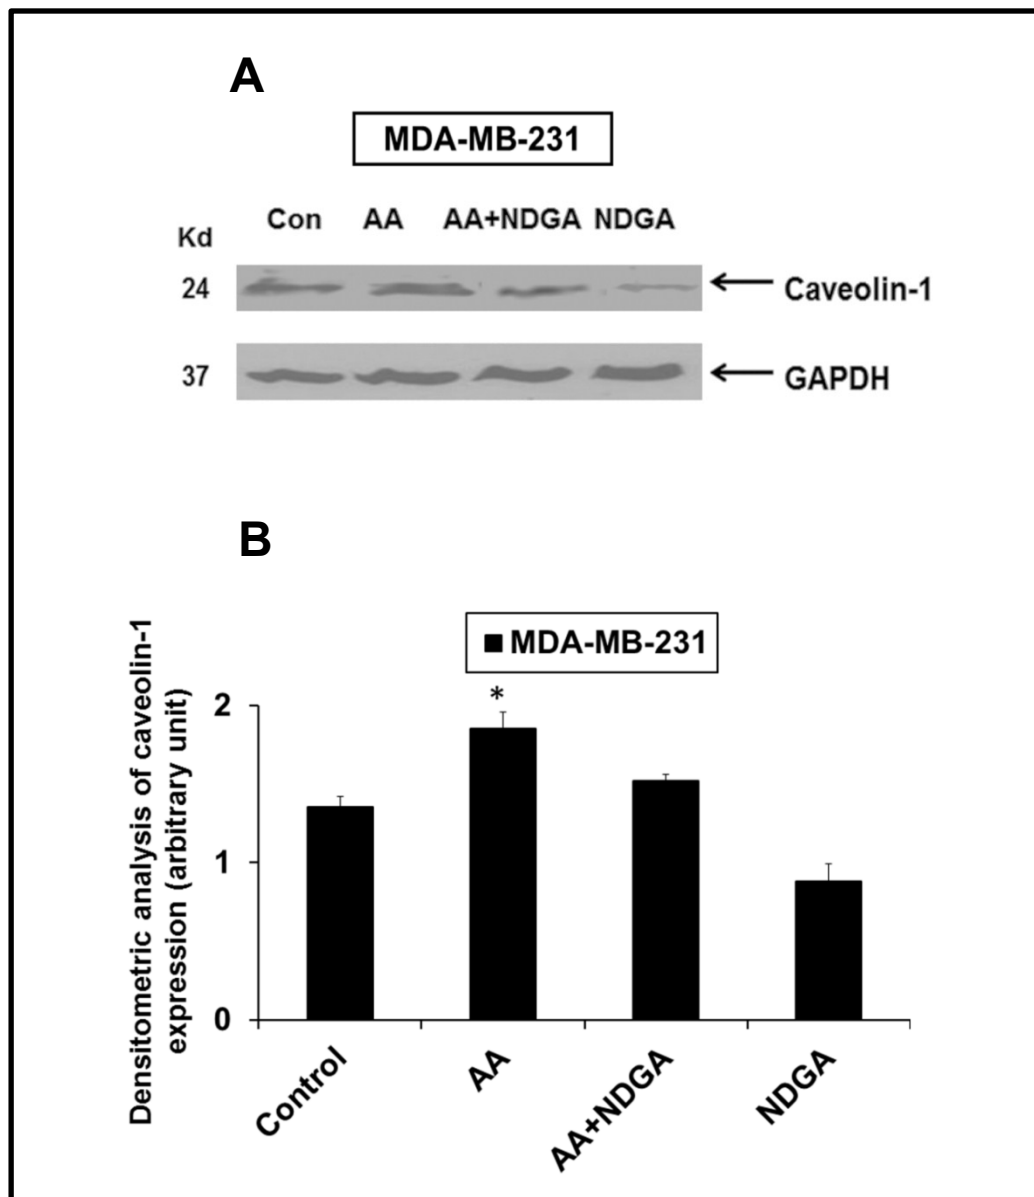 A
MDA-MB-231
Con AA AA+NDGA NDGA
Kd
24
Caveolin-1
37
GAPDH
B
MDA-MB-231
Densitometric analysis of caveolin-1
expression (arbitrary unit)
2
*
1
0
Control
AA
AA+NDGA
NDGA